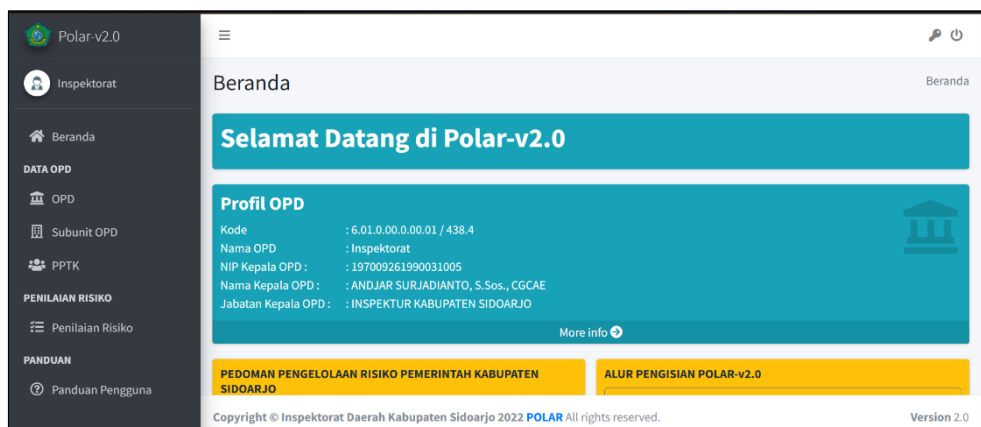 Polar-v2.0
Inspektorat
Beranda
DATA OPD
OPD
Subunit OPD
PPTK
PENILAIAN RISIKO
Penilaian Risiko
PANDUAN
Panduan Pengguna
Beranda
Beranda
Selamat Datang di Polar-v2.0
Profil OPD
Kode : 6.01.0.00.0.00.01 / 438.4
Nama OPD : Inspektorat
NIP Kepala OPD : : 197009261990031005
Nama Kepala OPD : : ANDJAR SURJADIANTO, S.Sos., CGCAE
Jabatan Kepala OPD : : INSPEKTUR KABUPATEN SIDOARJO
More info
PEDOMAN PENGELOLAAN RISIKO PEMERINTAH KABUPATEN
SIDOARJO
ALUR PENGISIAN POLAR-v2.0
Copyright © Inspektorat Daerah Kabupaten Sidoarjo 2022 POLAR All rights reserved.
Version 2.0